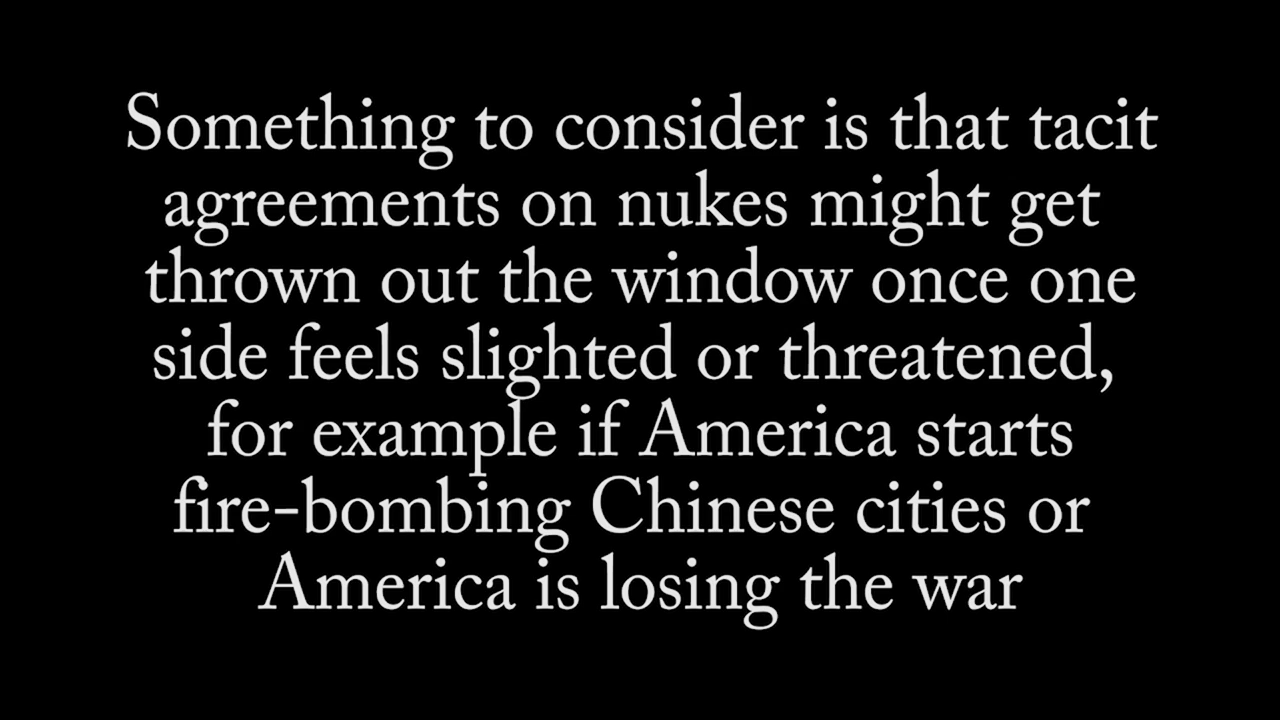 Something to consider is that tacit
agreements on nukes might get
thrown out the window once one
side feels slighted or threatened,
for example if America starts
fire-bombing Chinese cities or
America is losing the war